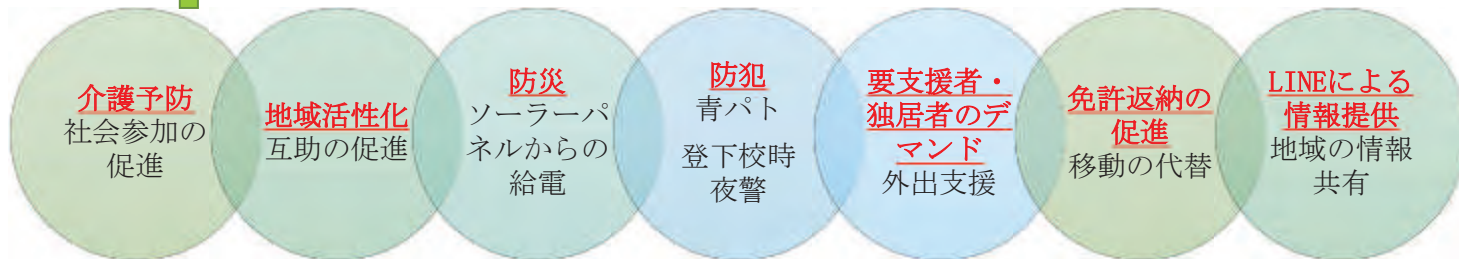 介護予防
社会参加の
促進
地域活性化
互助の促進
防災
ソーラーパ
ネルからの
給電
防犯
青パト
登下校時
夜警
要支援者・
独居者のデ
マンド
外出支援
免許返納の
促進
移動の代替
LINEによる
情報提供
地域の情報
共有